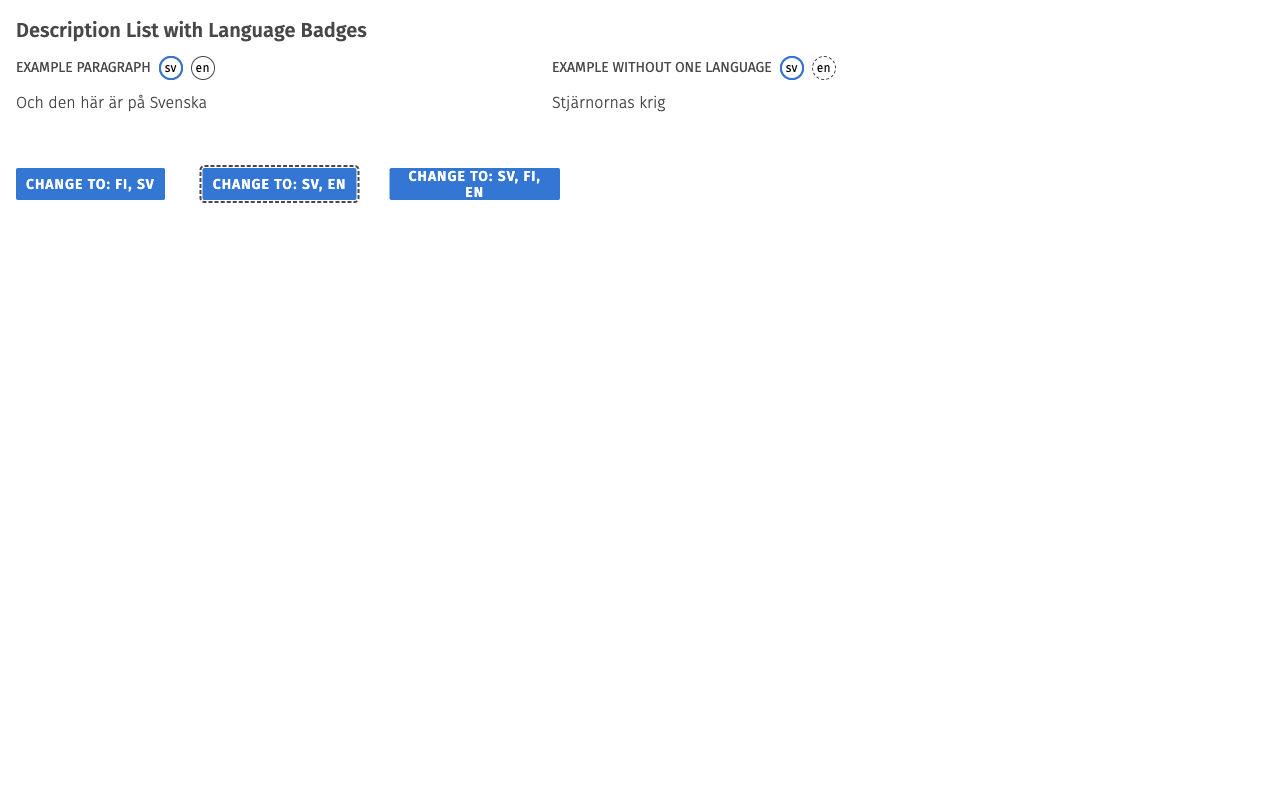 Description List with Language Badges
EXAMPLE PARAGRAPH sv en
Och den här är på Svenska
EXAMPLE WITHOUT ONE LANGUAGE sv en
Stjärnornas krig
CHANGE TO: FI, SV
CHANGE TO: SV, EN
CHANGE TO: SV, FI,
EN